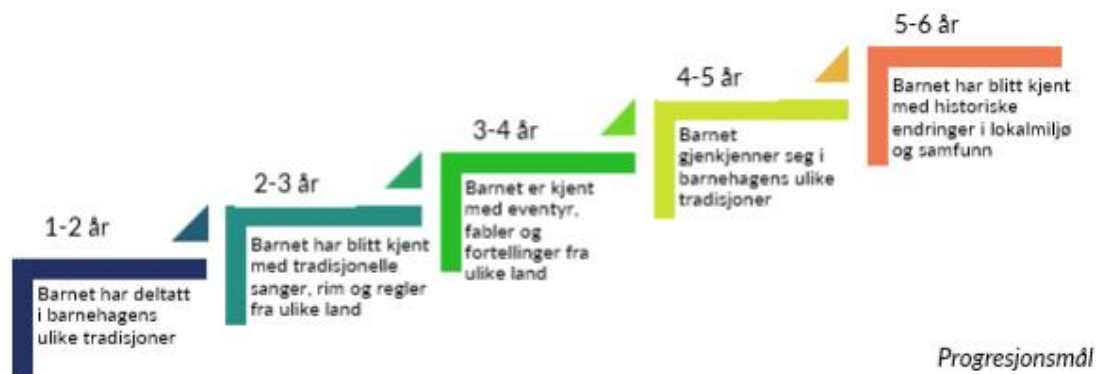 1-2 år
Barnet har deltatt
i barnehagens
ulike tradisjoner
2-3 år
Barnet har blitt kjent
med tradisjonelle
sanger, rim og regler
fra ulike land
3-4 år
Barnet er kjent
med eventyr,
fabler og
fortellinger fra
ulike land
4-5 år
Barnet
gjenkjenner seg i
barnehagens ulike
tradisjoner
5-6 år
Barnet har blitt kjent
med historiske
endringer i lokalmiljø
og samfunn
Progresjonsmål